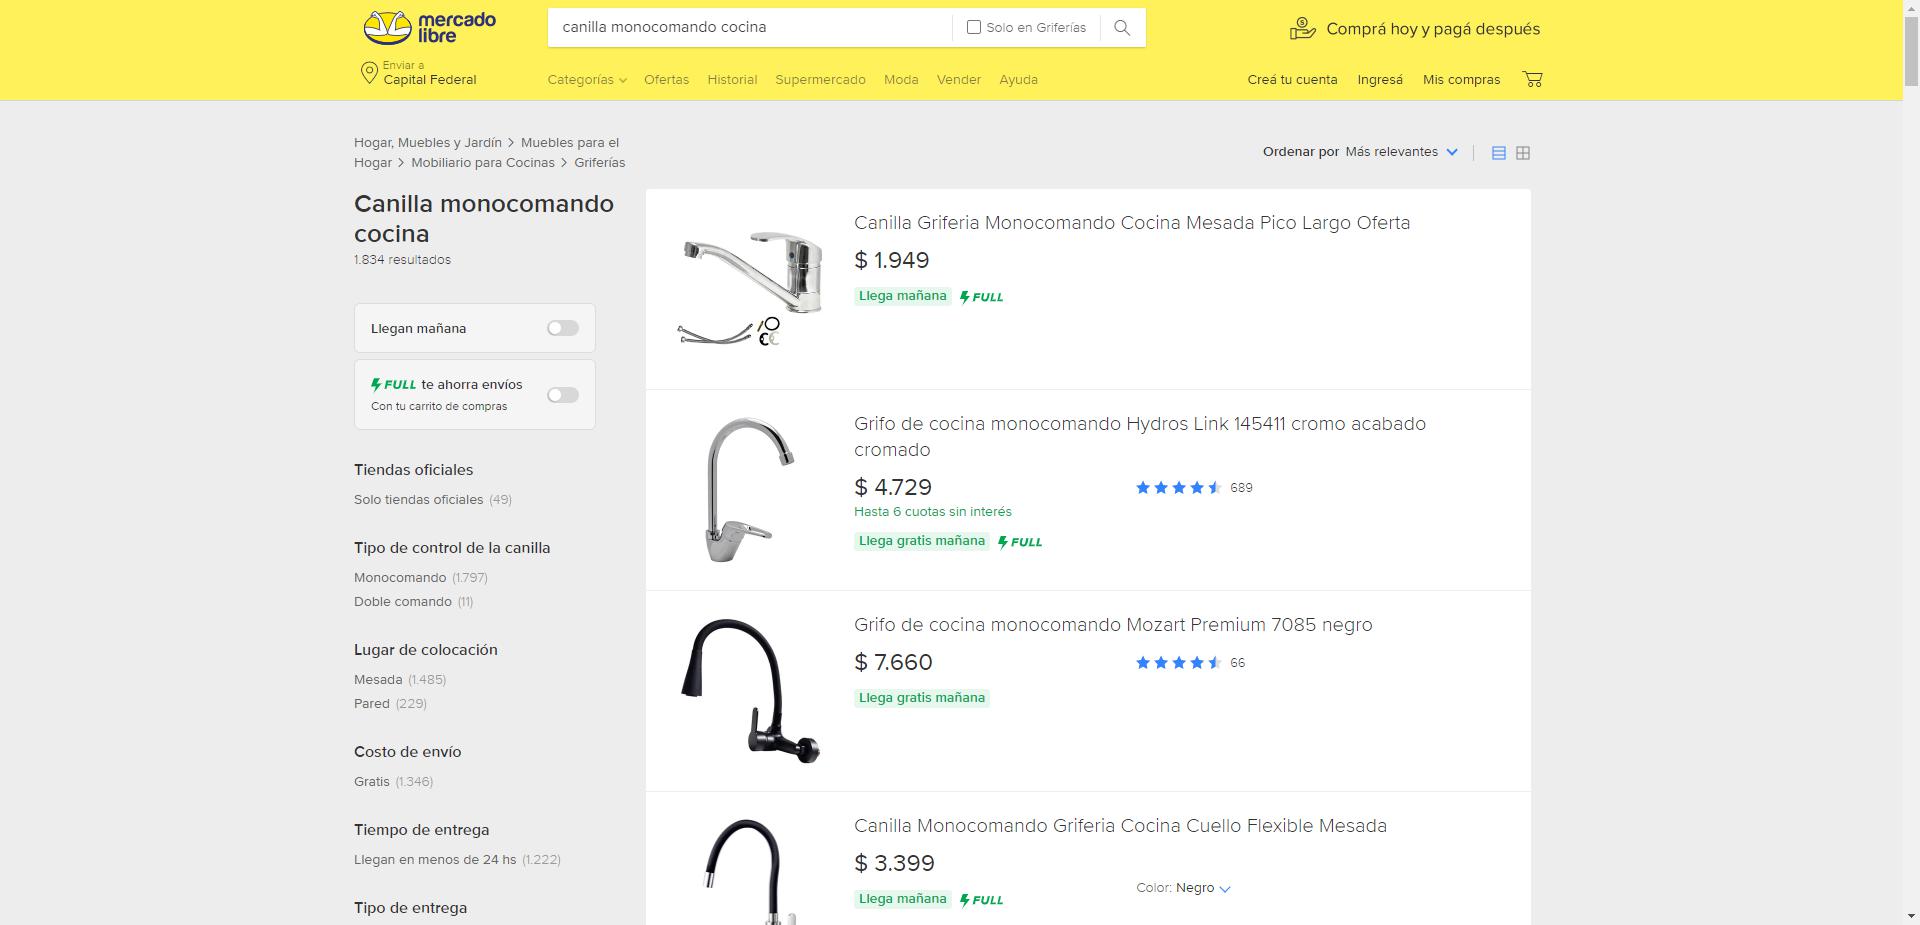 mercado
libre
canilla monocomando cocina
Solo en Griferías
Comprá hoy y pagá después
Enviar a
Capital Federal
Categorías
Ofertas
Historial
Supermercado
Moda
Vender
Ayuda
Creá tu cuenta
Ingresá
Mis compras
Hogar, Muebles y Jardín > Muebles para el
Hogar > Mobiliario para Cocinas > Griferías
Ordenar por Más relevantes
Canilla monocomando
cocina
1.834 resultados
Llegan mañana
FULL te ahorra envíos
Con tu carrito de compras
Tiendas oficiales
Solo tiendas oficiales (49)
Tipo de control de la canilla
Monocomando (1.797)
Doble comando (11)
Lugar de colocación
Mesada (1.485)
Pared (229)
Costo de envío
Gratis (1.346)
Tiempo de entrega
Llegan en menos de 24 hs (1.222)
Tipo de entrega
Canilla Griferia Monocomando Cocina Mesada Pico Largo Oferta
$ 1.949
Llega mañana FULL
Grifo de cocina monocomando Hydros Link 145411 cromo acabado
cromado
$ 4.729
689
Hasta 6 cuotas sin interés
Llega gratis mañana FULL
Grifo de cocina monocomando Mozart Premium 7085 negro
$ 7.660
66
Llega gratis mañana
Canilla Monocomando Griferia Cocina Cuello Flexible Mesada
$ 3.399
Color: Negro
Llega mañana FULL